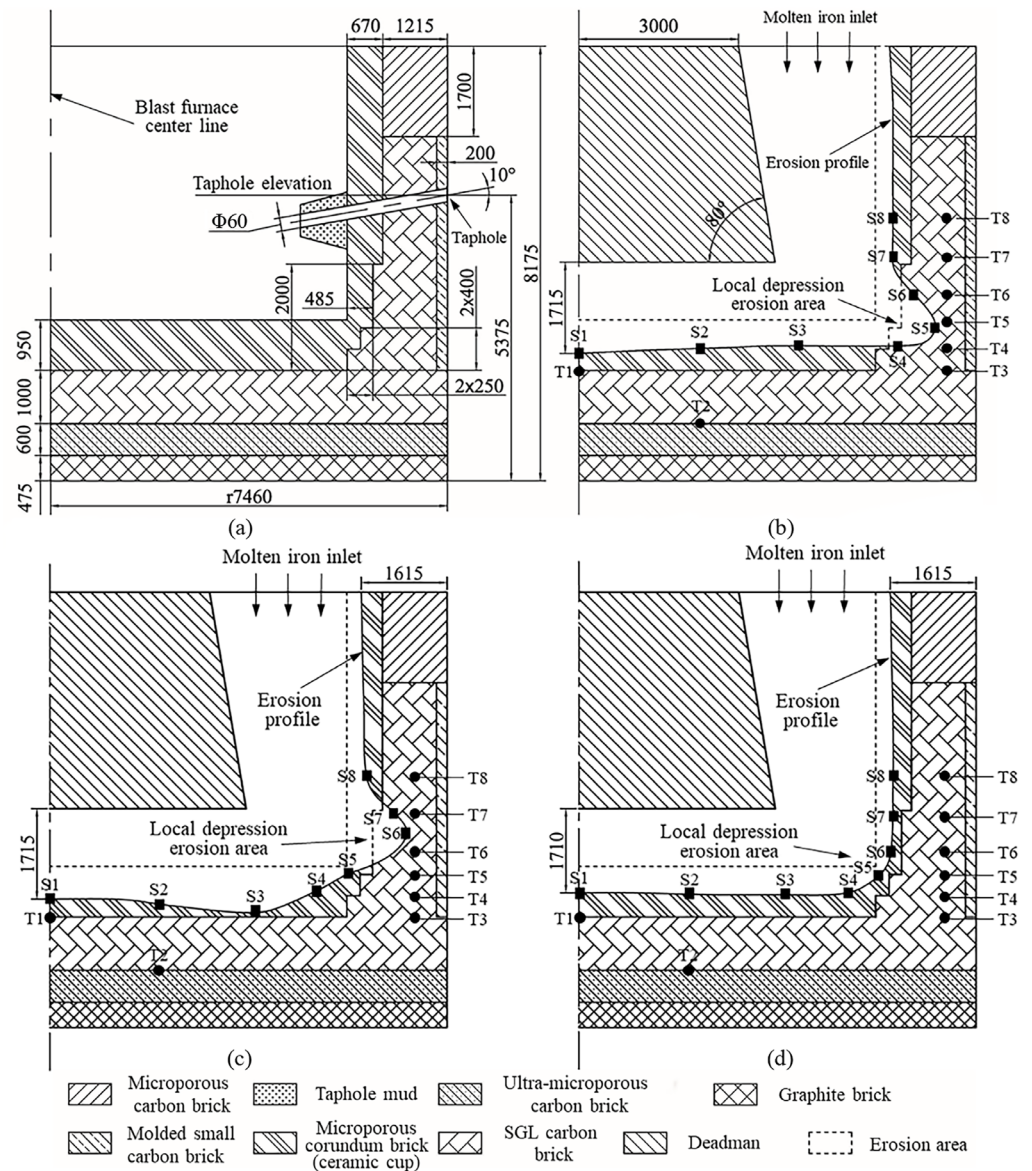 670
1215
Blast furnace
center line
1700
200
10°
Taphole elevation
Φ60
Taphole
2000
485
2x400
8175
5375
950
1000
600
475
2x250
r7460
(a)
3000
Molten iron inlet
Erosion profile
80°
S8
T8
S7
T7
Local depression
erosion area
S6
T6
S5
T5
1715
S1
S2
S3
S4
T4
T1
T3
T2
(b)
Molten iron inlet
1615
Erosion
profile
S8
T8
S7
T7
Local depression
erosion area
S6
T6
1715
S5
T5
S1
S2
S3
S4
T4
T1
T3
T2
(c)
Molten iron inlet
1615
Erosion
profile
S8
T8
S7
T7
Local depression
erosion area
S6
T6
1710
S5
T5
S1
S2
S3
S4
T4
T1
T3
T2
(d)
Microporous
carbon brick
Taphole mud
Ultra-microporous
carbon brick
Graphite brick
Molded small
carbon brick
Microporous
corundum brick
(ceramic cup)
SGL carbon
brick
Deadman
Erosion area